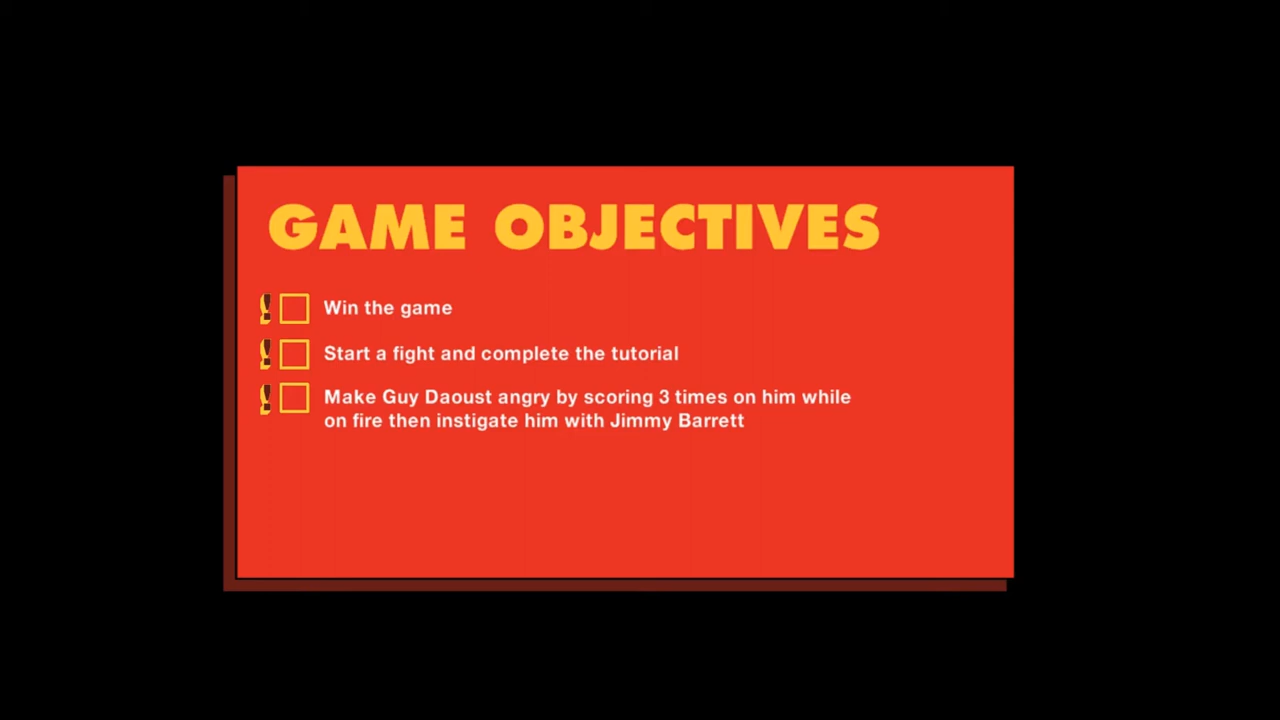 GAME OBJECTIVES
! Win the game
! Start a fight and complete the tutorial
! Make Guy Daoust angry by scoring 3 times on him while
on fire then instigate him with Jimmy Barrett